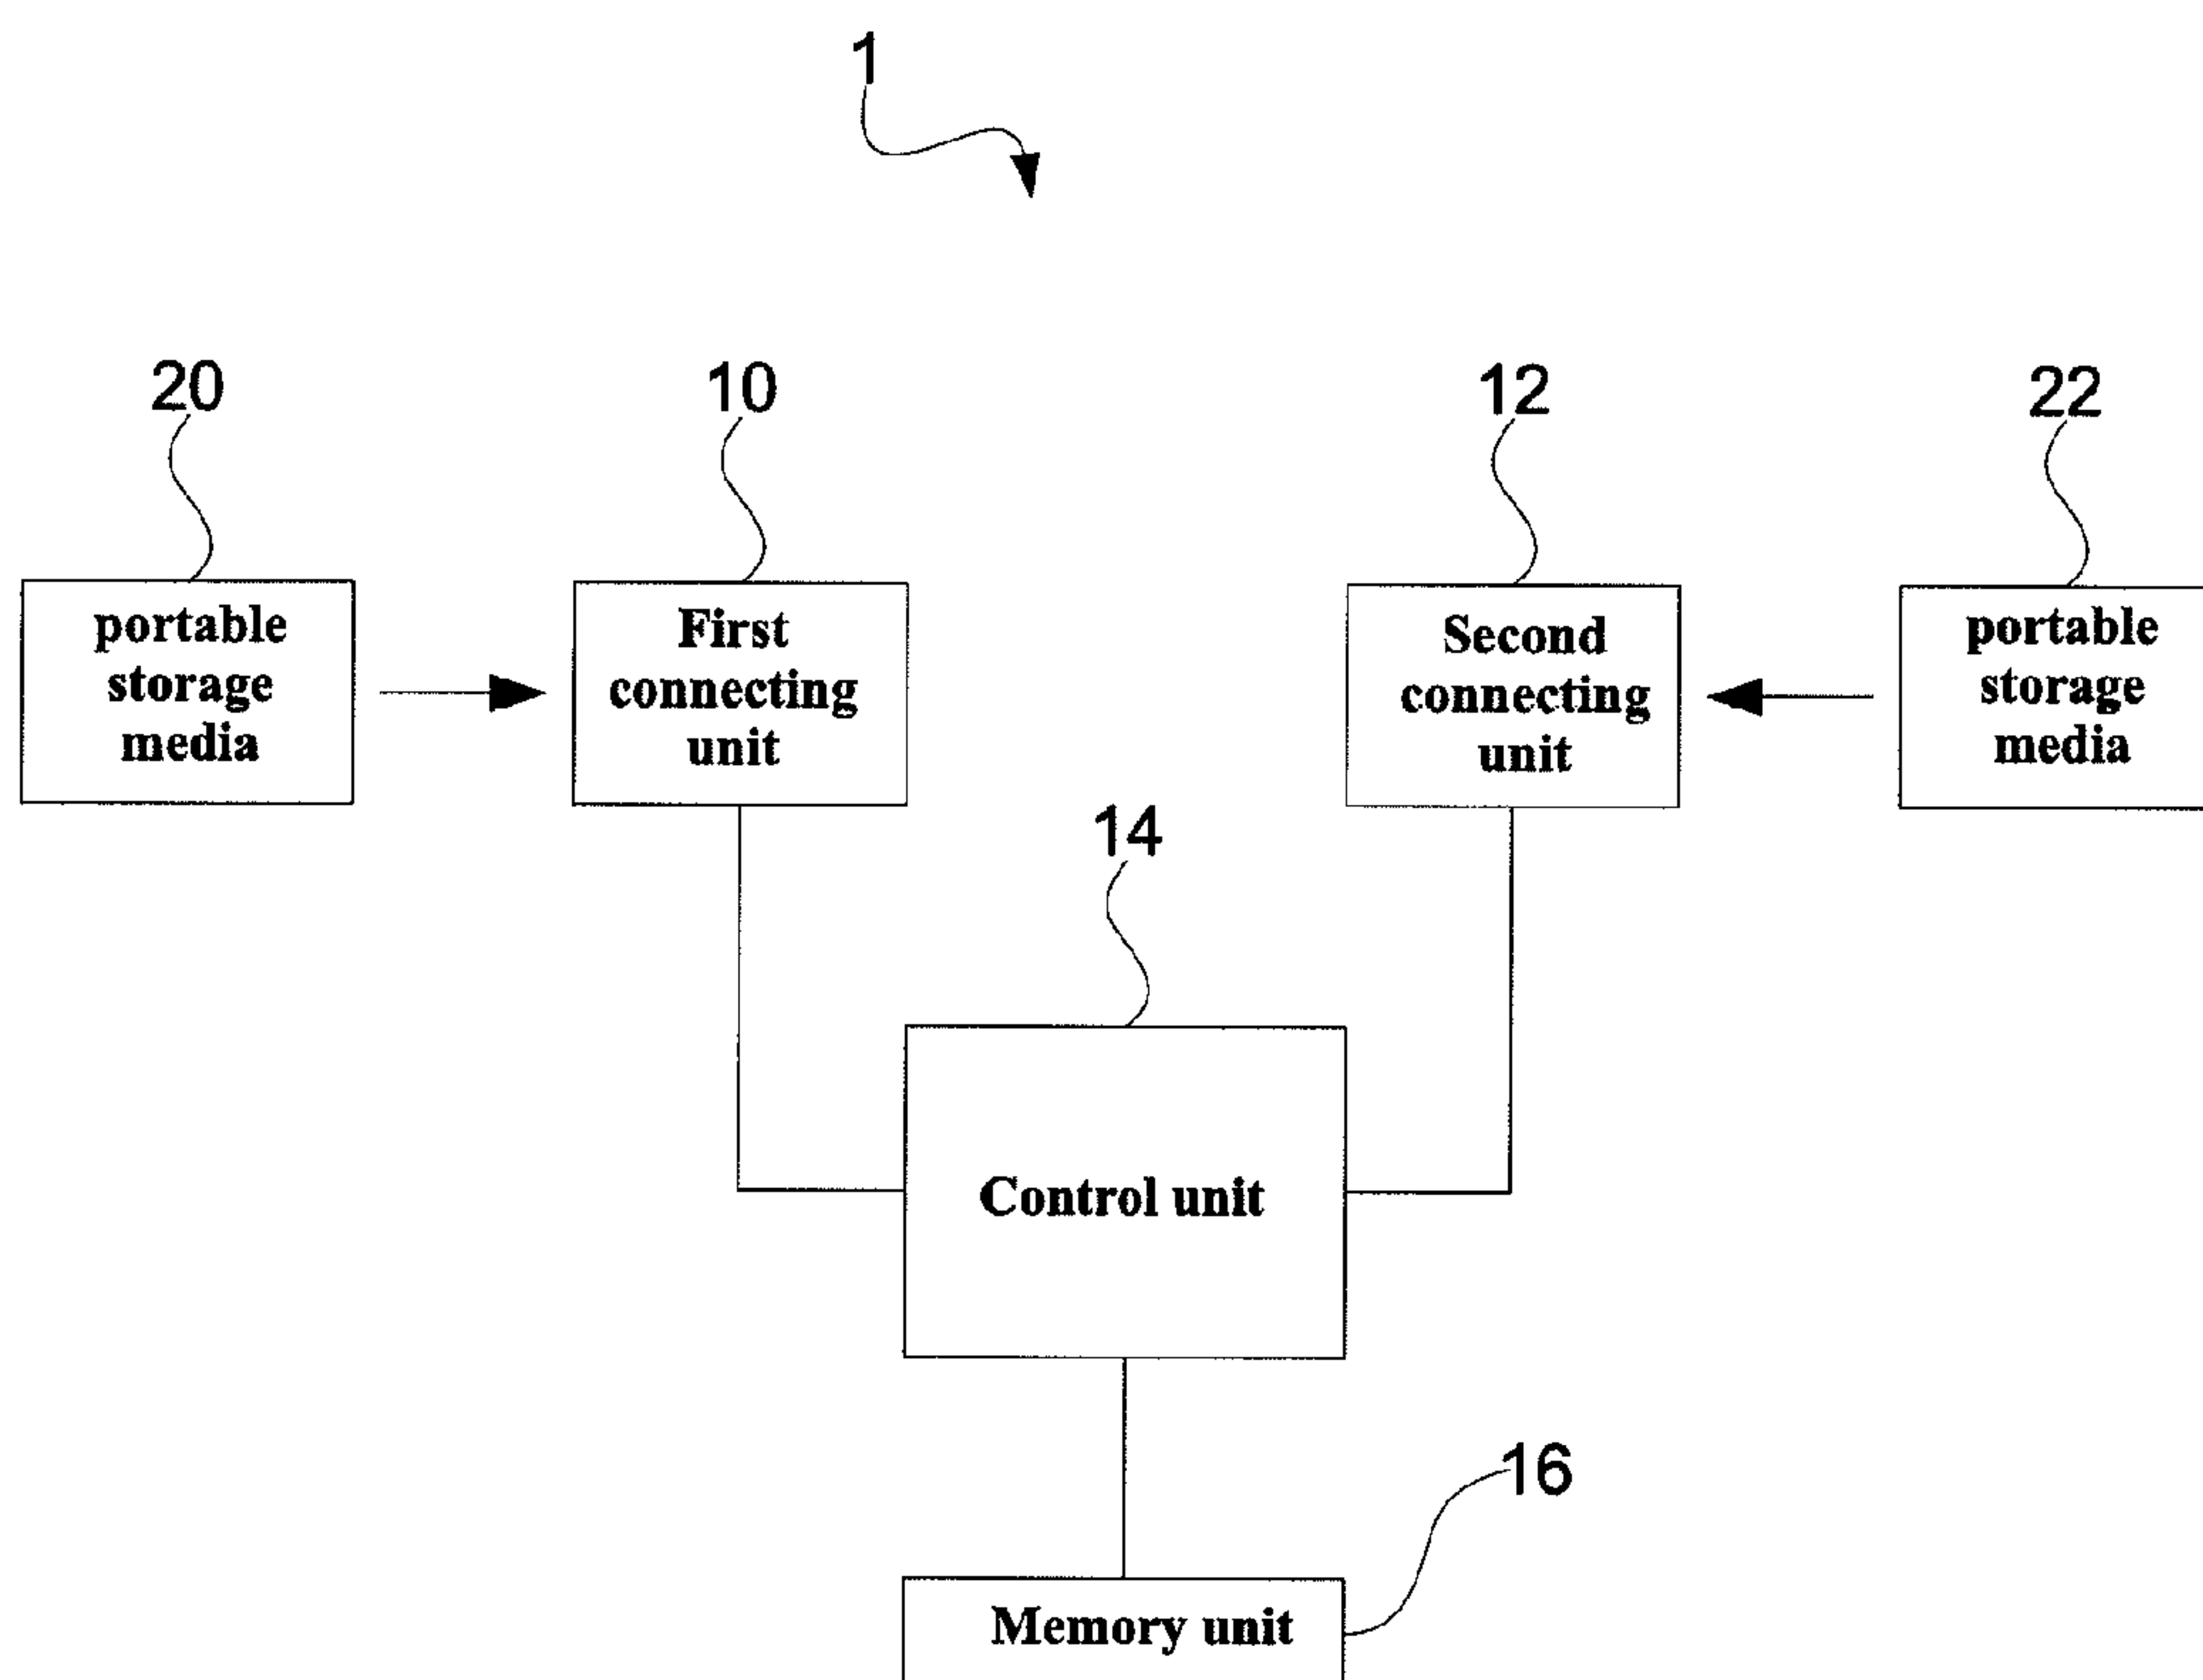 1
20
10
12
22
portable
storage
media
First
connecting
unit
Second
connecting
unit
portable
storage
media
14
Control unit
16
Memory unit